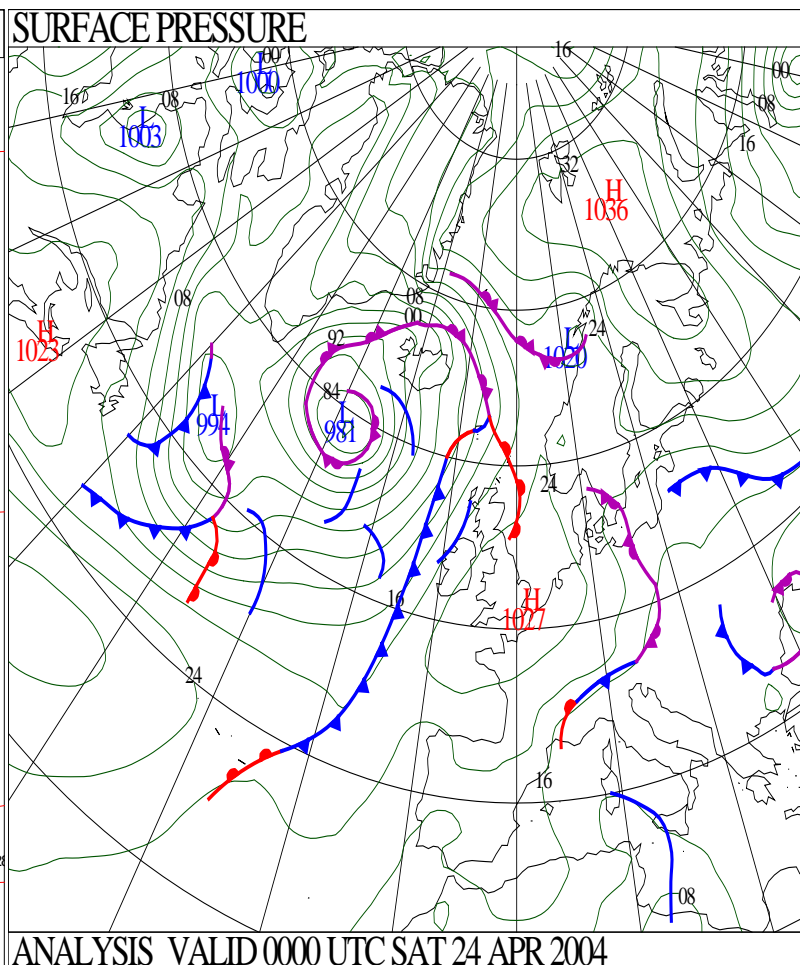 SURFACE PRESSURE
16
L
00
1000
00
16
08
08
L
1003
16
32
H
1036
08
08
00
H
1023
92
L
24
1020
84
L
994
L
981
24
16
H
1027
24
16
08
ANALYSIS VALID 0000 UTC SAT 24 APR 2004